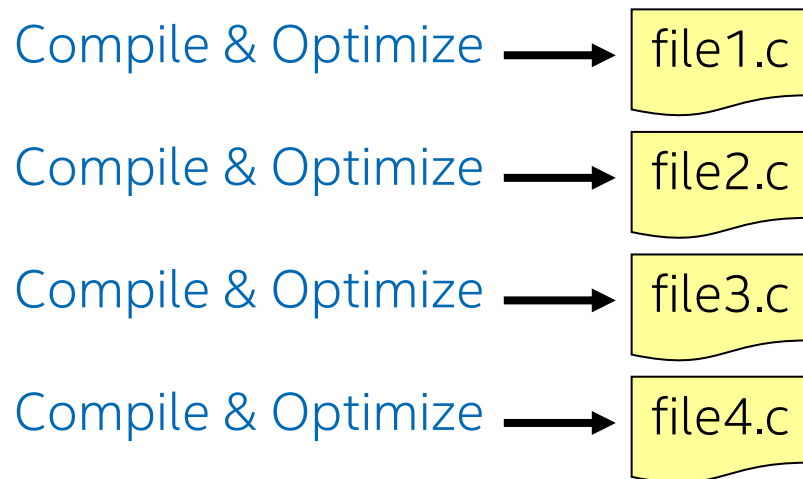 Compile & Optimize file1.c
Compile & Optimize file2.c
Compile & Optimize file3.c
Compile & Optimize file4.c